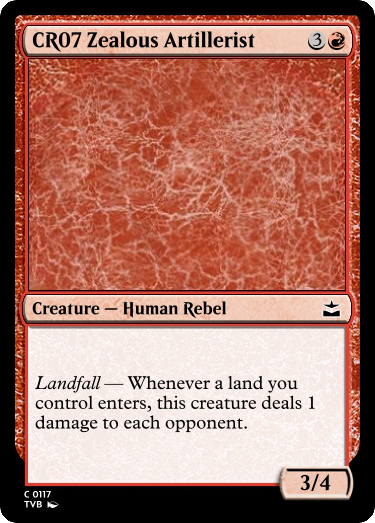 CR07 Zealous Artillerist 3
Creature — Human Rebel
Landfall — Whenever a land you
control enters, this creature deals 1
damage to each opponent.
3/4
C 0117
TVB